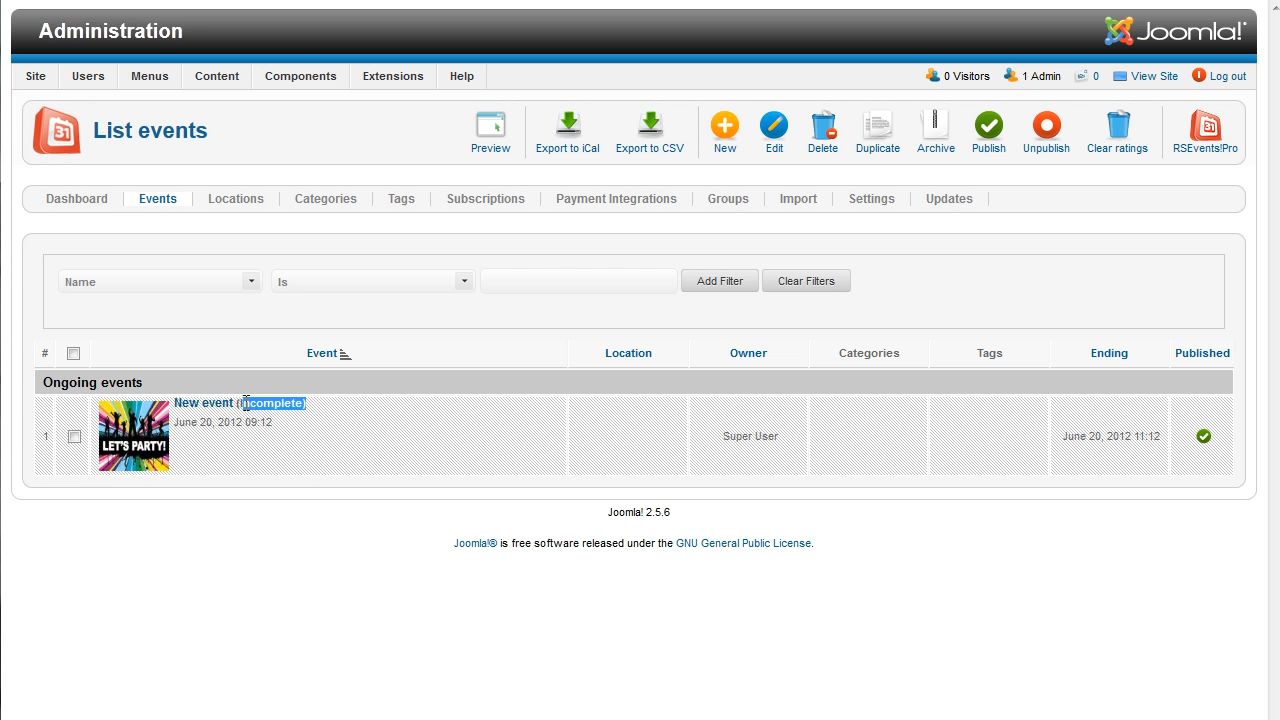 Administration
Joomla!
Site Users Menus Content Components Extensions Help
0 Visitors 1 Admin 0 View Site Log out
31 List events
Preview Export to iCal Export to CSV New Edit Delete Duplicate Archive Publish Unpublish Clear ratings 31 RSEvents!Pro
Dashboard Events Locations Categories Tags Subscriptions Payment Integrations Groups Import Settings Updates
Name Is Add Filter Clear Filters
# Event Location Owner Categories Tags Ending Published
Ongoing events
New event (Incomplete)
June 20, 2012 09:12
LET'S PARTY!
1 Super User June 20, 2012 11:12
Joomla! 2.5.6
Joomla!® is free software released under the GNU General Public License.